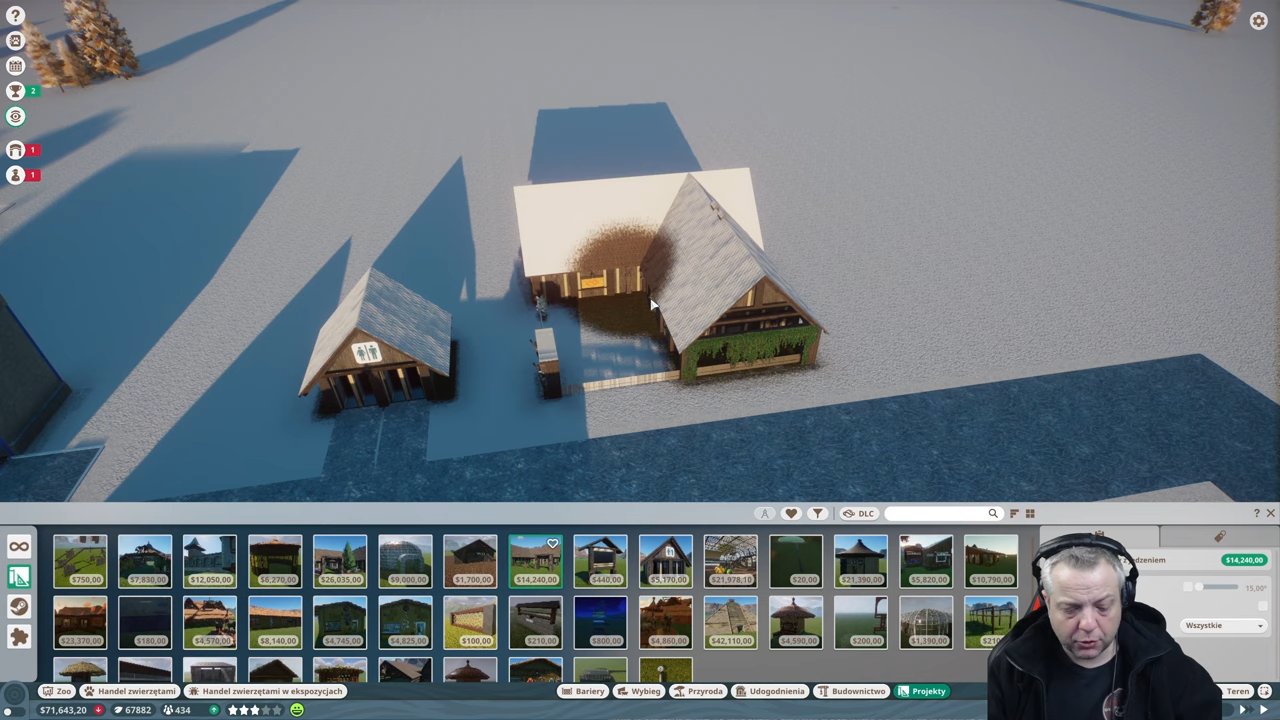 ?
2
1
1
DLC
?
$750,00 $7,830,00 $12,050,00 $6,270,00 $26,035,00 $9,000,00 $1,700,00 $14,240,00 $440,00 $5,170,00 $21,978,10 $20,00 $21,390,00 $5,820,00 $10,790,00
$14,240,00
15,00°
$23,370,00 $180,00 $4,570,00 $8,140,00 $4,745,00 $4,825,00 $100,00 $210,00 $800,00 $4,860,00 $42,110,00 $4,590,00 $200,00 $1,390,00
Wszystkie
Zoo Handel zwierzętami Handel zwierzętami w ekspozycjach Bariery Wybieg Przyroda Udogodnienia Budownictwo Projekty Teren
$71,643,20 67882 434